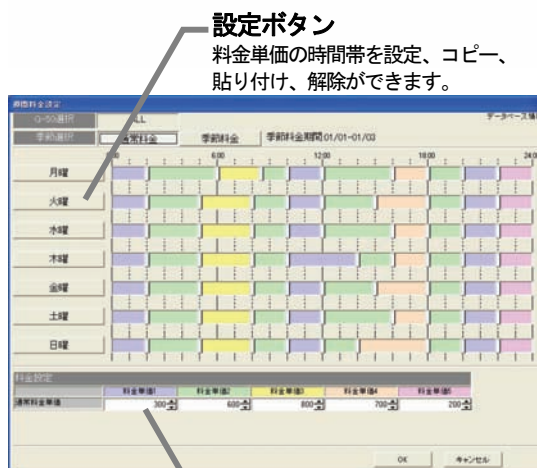 設定ボタン
料金単価の時間帯を設定、コピー、
貼り付け、解除ができます。
週間料金設定
G-50選択 ALL データベース情
季節選択 通常料金 季節料金 季節料金期間:01/01-01/03
0:00 6:00 12:00 18:00 24:0
月曜
火曜
水曜
木曜
金曜
土曜
日曜
料金設定
料金単価1 料金単価2 料金単価3 料金単価4 料金単価5
通常料金単価 300 600 800 700 200
OK キャンセル